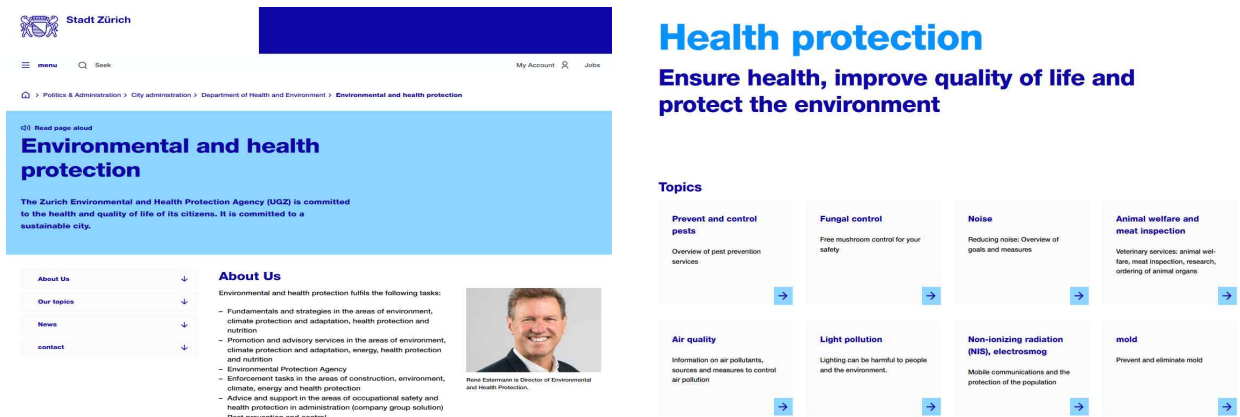 Stadt Zürich
menu
Seek
My Account
Jobs
> Politics & Administration > City administration > Department of Health and Environment > Environmental and health protection
Read page aloud
Environmental and health
protection
The Zurich Environmental and Health Protection Agency (UGZ) is committed
to the health and quality of life of its citizens. It is committed to a
sustainable city.
About Us
Our topics
News
contact
About Us
Environmental and health protection fulfils the following tasks:
– Fundamentals and strategies in the areas of environment,
climate protection and adaptation, health protection and
nutrition
– Promotion and advisory services in the areas of environment,
climate protection and adaptation, energy, health protection
and nutrition
– Environmental Protection Agency
– Enforcement tasks in the areas of construction, environment,
climate, energy and health protection
– Advice and support in the areas of occupational safety and
health protection in administration (company group solution)
René Estermann is Director of Environmental
and Health Protection.
Health protection
Ensure health, improve quality of life and
protect the environment
Topics
Prevent and control
pests
Overview of pest prevention
services
Fungal control
Free mushroom control for your
safety
Noise
Reducing noise: Overview of
goals and measures
Animal welfare and
meat inspection
Veterinary services: animal wel-
fare, meat inspection, research,
ordering of animal organs
Air quality
Information on air pollutants,
sources and measures to control
air pollution
Light pollution
Lighting can be harmful to people
and the environment.
Non-ionizing radiation
(NIS), electrosmog
Mobile communications and the
protection of the population
mold
Prevent and eliminate mold